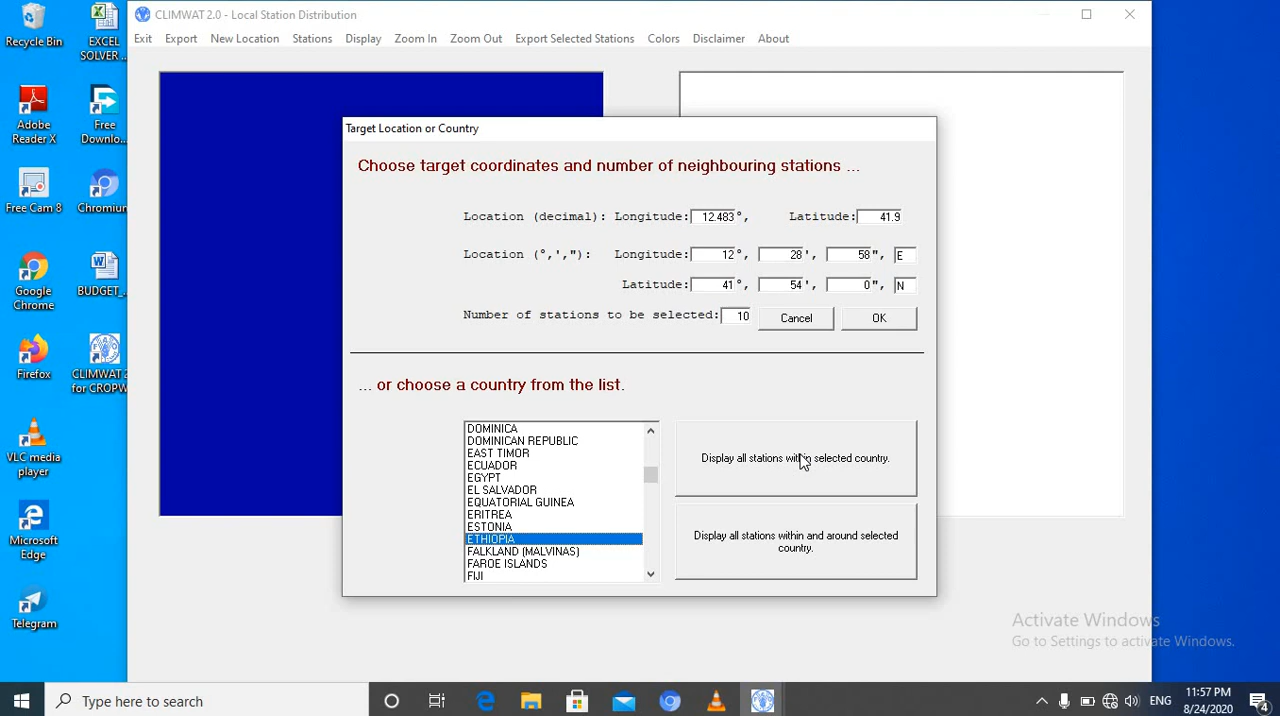 CLIMWAT 2.0 - Local Station Distribution
Exit Export New Location Stations Display Zoom In Zoom Out Export Selected Stations Colors Disclaimer About
Recycle Bin
EXCEL
SOLVER ...
Adobe
Reader X
Free
Downlo...
Free Cam 8
Chromium
Google
Chrome
BUDGET_...
Firefox
CLIMWAT 2.0
for CROPW...
VLC media
player
Microsoft
Edge
Telegram
Target Location or Country
Choose target coordinates and number of neighbouring stations ...
Location (decimal): Longitude: 12.483°, Latitude: 41.9
Location (°,',"): Longitude: 12°, 28', 58", E
Latitude: 41°, 54', 0", N
Number of stations to be selected: 10 Cancel OK
... or choose a country from the list.
DOMINICA
DOMINICAN REPUBLIC
EAST TIMOR
ECUADOR
EGYPT
EL SALVADOR
EQUATORIAL GUINEA
ERITREA
ESTONIA
ETHIOPIA
FALKLAND (MALVINAS)
FAROE ISLANDS
FIJI
Display all stations within selected country.
Display all stations within and around selected
country.
Activate Windows
Go to Settings to activate Windows.
Type here to search
ENG
11:57 PM
8/24/2020
4